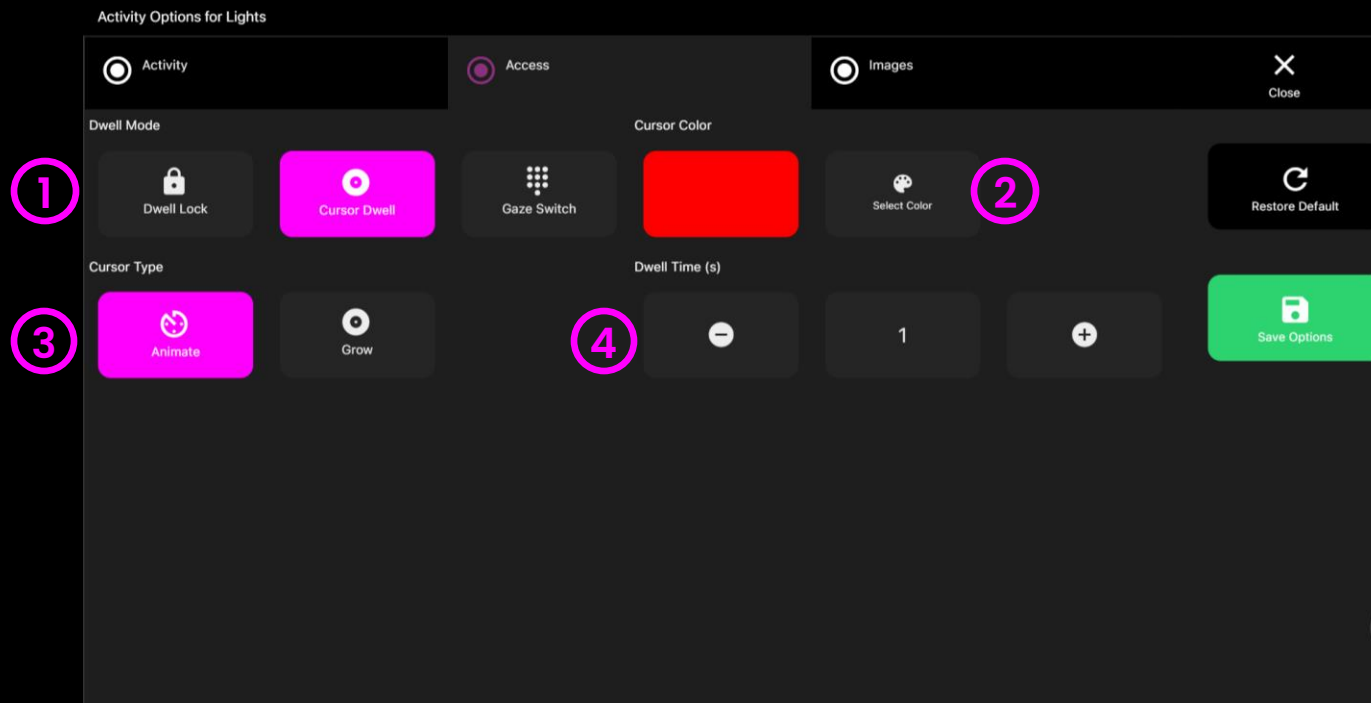 Activity Options for Lights
Activity
Access
Images
Close
Dwell Mode
Cursor Color
1
Dwell Lock
Cursor Dwell
Gaze Switch
Select Color
2
Restore Default
Cursor Type
Dwell Time (s)
3
Animate
Grow
4
1
Save Options